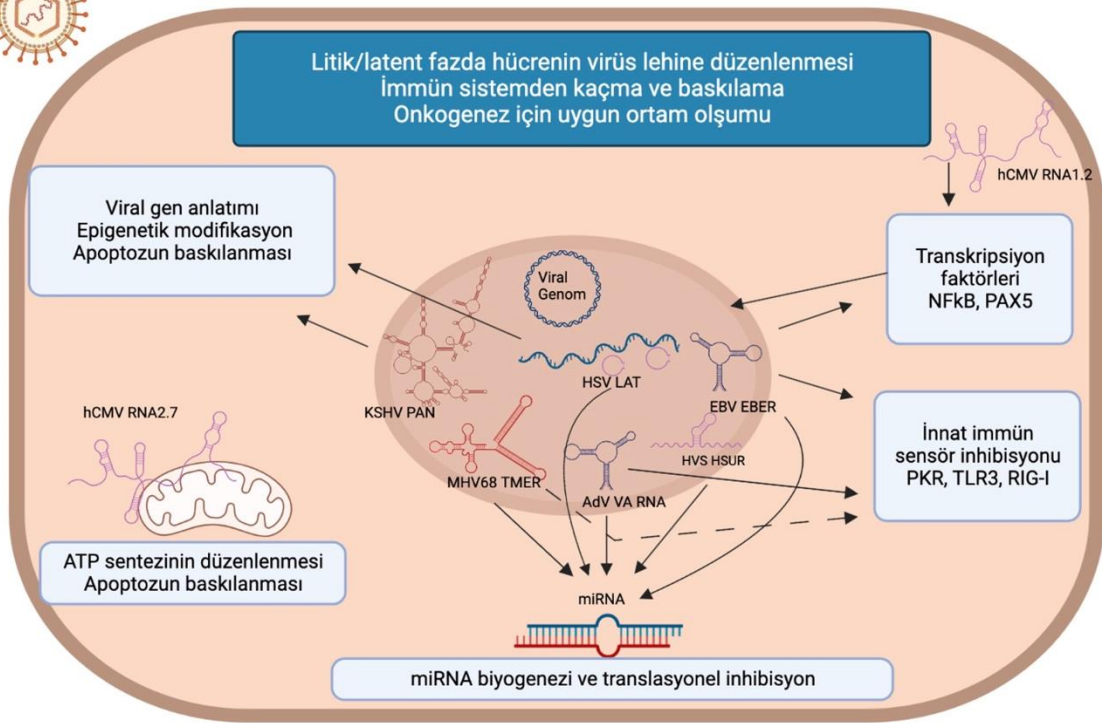 Litik/latent fazda hücrenin virüs lehine düzenlenmesi
İmmün sistemden kaçma ve baskılama
Onkogenez için uygun ortam olşumu
hCMV RNA1.2
Viral gen anlatımı
Epigenetik modifikasyon
Apoptozun baskılanması
Transkripsiyon
faktörleri
NFkB, PAX5
Viral
Genom
HSV LAT
EBV EBER
KSHV PAN
hCMV RNA2.7
MHV68 TMER
AdV VA RNA
HVS HSUR
İnnat immün
sensör inhibisyonu
PKR, TLR3, RIG-I
ATP sentezinin düzenlenmesi
Apoptozun baskılanması
miRNA
miRNA biyogenezi ve translasyonel inhibisyon